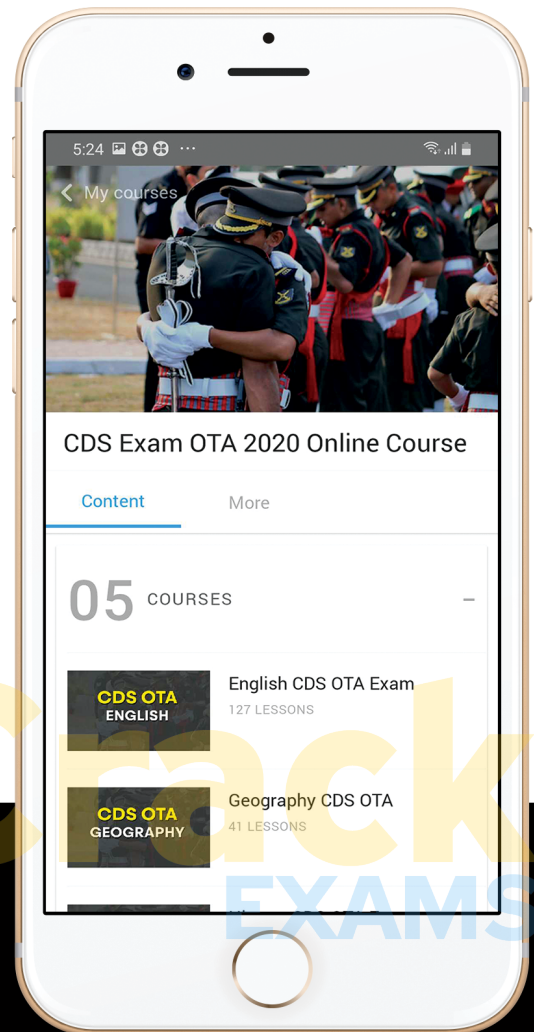 5:24
My courses
CDS Exam OTA 2020 Online Course
Content
More
05 COURSES
CDS OTA
ENGLISH
English CDS OTA Exam
127 LESSONS
CDS OTA
GEOGRAPHY
Geography CDS OTA
41 LESSONS
Crack
EXAMS